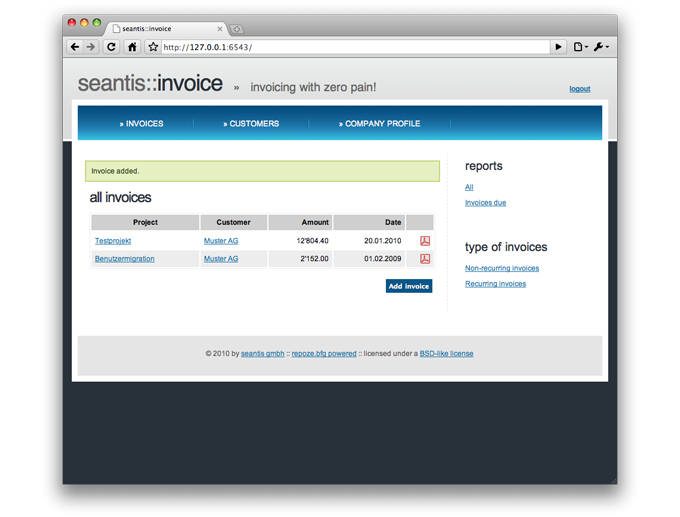 seantis::invoice
http://127.0.0.1:6543/
seantis::invoice » invoicing with zero pain!
logout
» INVOICES » CUSTOMERS » COMPANY PROFILE
Invoice added.
all invoices
Project Customer Amount Date
Testprojekt Muster AG 12'804.40 20.01.2010
Benutzermigration Muster AG 2'152.00 01.02.2009
Add invoice
reports
All
Invoices due
type of invoices
Non-recurring invoices
Recurring invoices
© 2010 by seantis gmbh :: repoze.bfg powered :: licensed under a BSD-like license